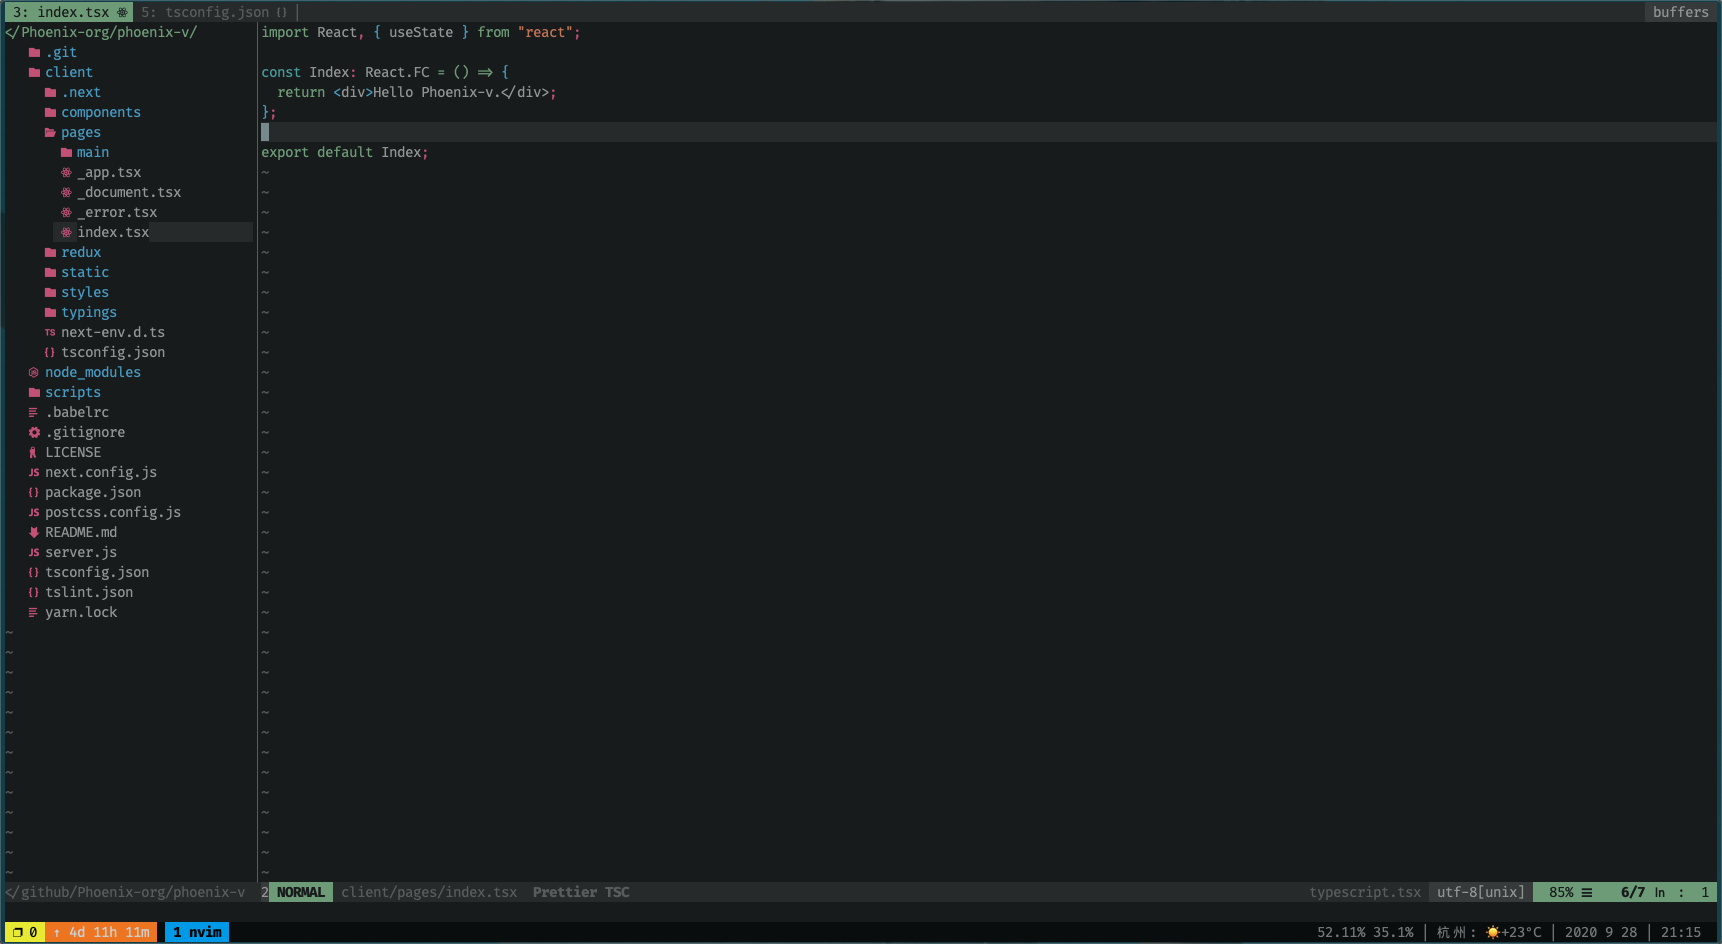 3: index.tsx 5: tsconfig.json {} buffers
</Phoenix-org/phoenix-v/
.git
client
.next
components
pages
main
_app.tsx
_document.tsx
_error.tsx
index.tsx
redux
static
styles
typings
TS next-env.d.ts
{} tsconfig.json
node_modules
scripts
.babelrc
.gitignore
LICENSE
JS next.config.js
{} package.json
JS postcss.config.js
README.md
JS server.js
{} tsconfig.json
{} tslint.json
yarn.lock
import React, { useState } from "react";
const Index: React.FC = () => {
return <div>Hello Phoenix-v.</div>;
};
export default Index;
</github/Phoenix-org/phoenix-v 2 NORMAL client/pages/index.tsx Prettier TSC typescript.tsx utf-8[unix] 85% ☰ 6/7 ln : 1
❐ 0 ↑ 4d 11h 11m 1 nvim 52.11% 35.1% | 杭州: ☀️+23°C | 2020 9 28 | 21:15